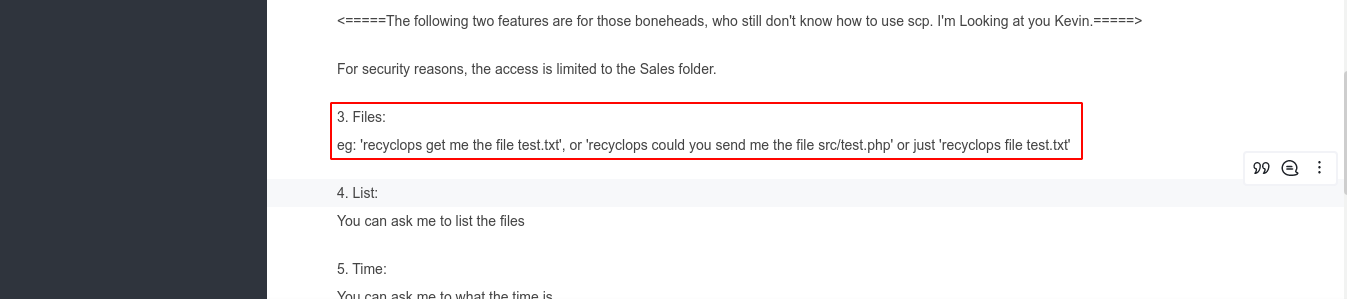 <=====The following two features are for those boneheads, who still don't know how to use scp. I'm Looking at you Kevin.=====>
For security reasons, the access is limited to the Sales folder.
3. Files:
eg: 'recyclops get me the file test.txt', or 'recyclops could you send me the file src/test.php' or just 'recyclops file test.txt'
4. List:
You can ask me to list the files
5. Time:
You can ask me to what the time is